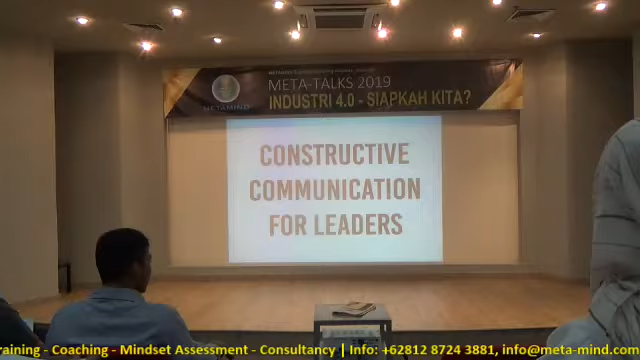 META-TALKS 2019
METAMIND
INDUSTRI 4.0 - SIAPKAH KITA?
CONSTRUCTIVE
COMMUNICATION
FOR LEADERS
raining - Coaching - Mindset Assessment - Consultancy | Info: +62812 8724 3881, info@meta-mind.com